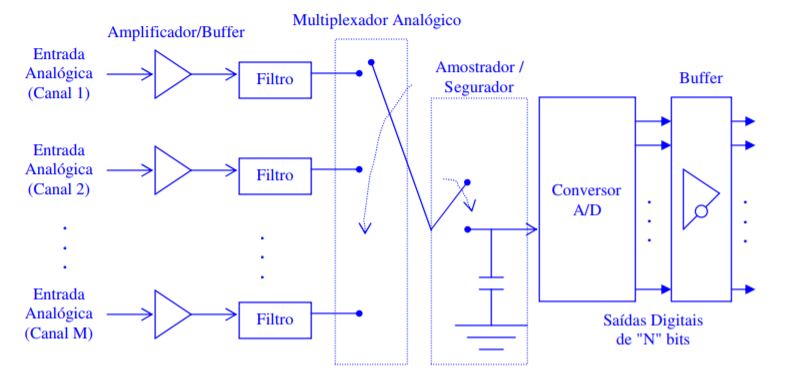 Multiplexador Analógico
Amplificador/Buffer
Entrada
Analógica
(Canal 1)
Filtro
Amostrador /
Segurador
Buffer
Entrada
Analógica
(Canal 2)
Filtro
Conversor
A/D
Entrada
Analógica
(Canal M)
Filtro
Saídas Digitais
de "N" bits